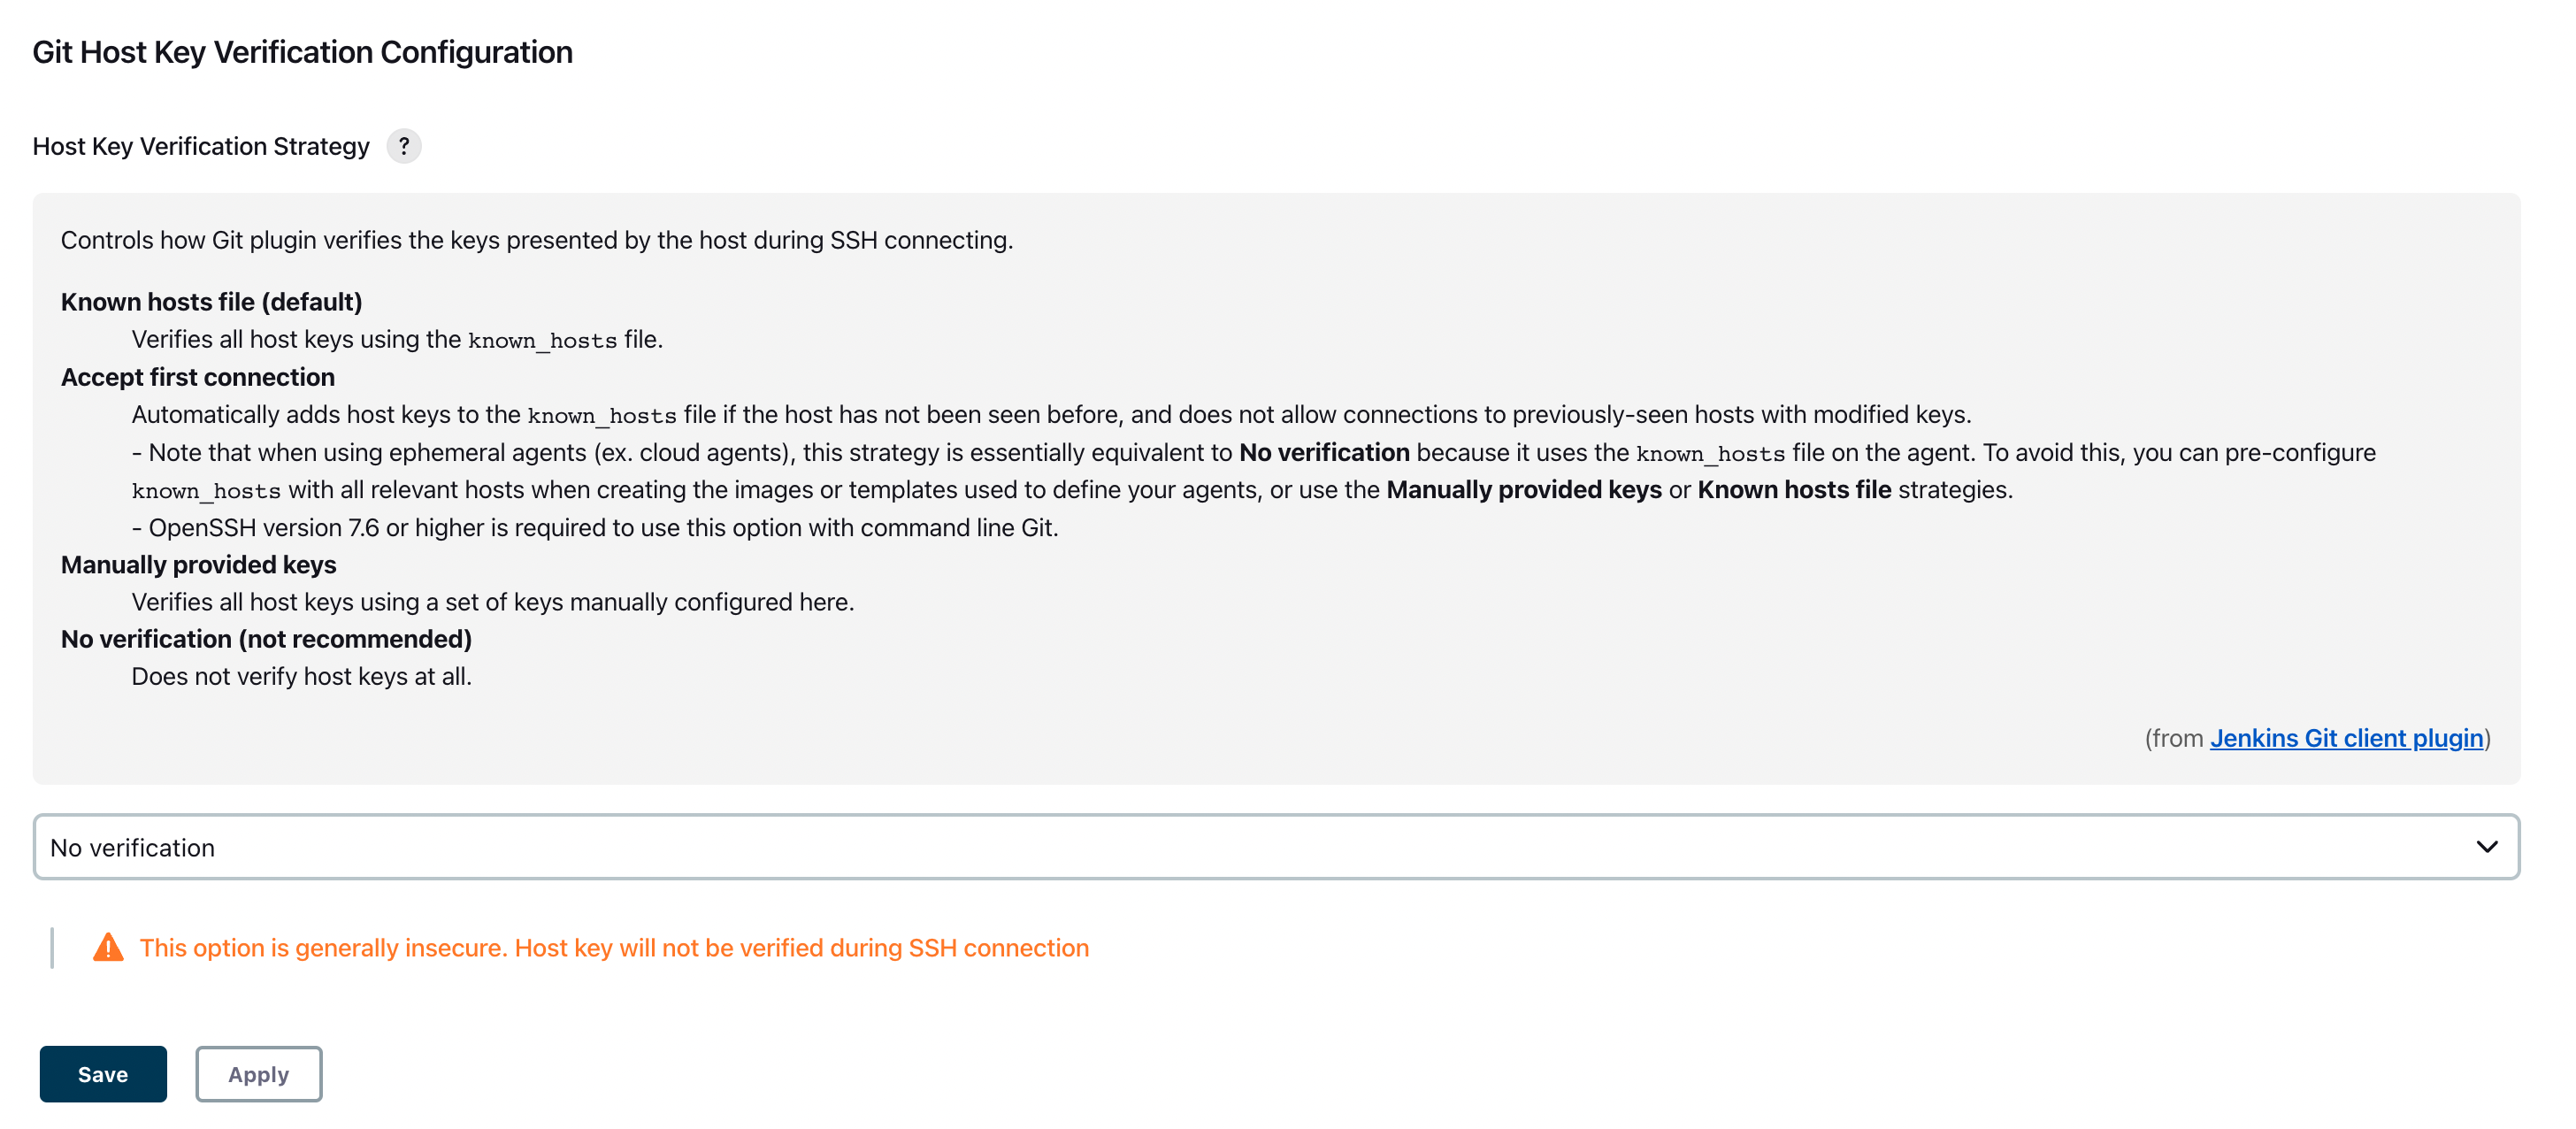 Git Host Key Verification Configuration
Host Key Verification Strategy ?
Controls how Git plugin verifies the keys presented by the host during SSH connecting.
Known hosts file (default)
Verifies all host keys using the known_hosts file.
Accept first connection
Automatically adds host keys to the known_hosts file if the host has not been seen before, and does not allow connections to previously-seen hosts with modified keys.
- Note that when using ephemeral agents (ex. cloud agents), this strategy is essentially equivalent to No verification because it uses the known_hosts file on the agent. To avoid this, you can pre-configure
known_hosts with all relevant hosts when creating the images or templates used to define your agents, or use the Manually provided keys or Known hosts file strategies.
- OpenSSH version 7.6 or higher is required to use this option with command line Git.
Manually provided keys
Verifies all host keys using a set of keys manually configured here.
No verification (not recommended)
Does not verify host keys at all.
(from Jenkins Git client plugin)
No verification
This option is generally insecure. Host key will not be verified during SSH connection
Save Apply